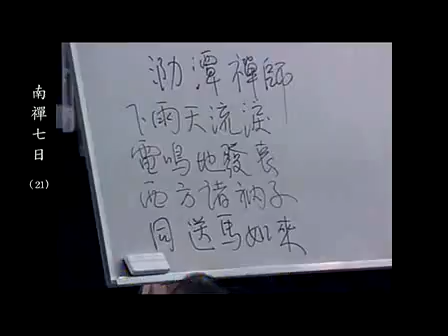 南禪七日
(21)
泐潭禪師
下雨天流淚
雷鳴地發哀
西方諸衲子
同送馬如來